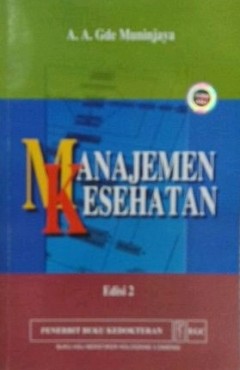 A. A. Gde Muninjaya
MANAJEMEN
KESEHATAN
Edisi 2
PENERBIT BUKU KEDOKTERAN EGC